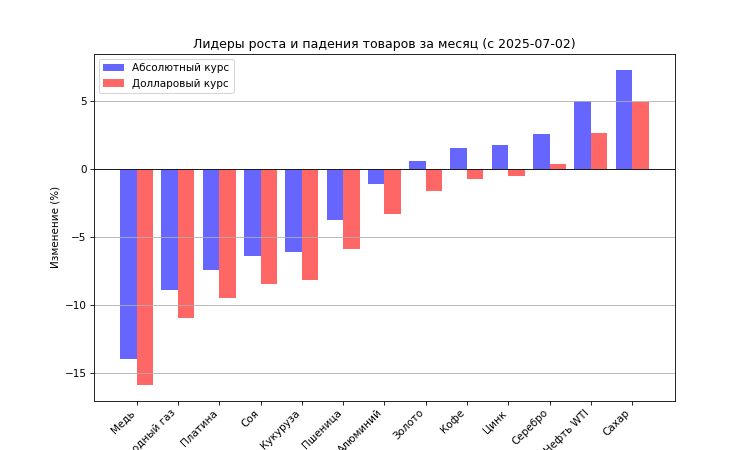 Лидеры роста и падения товаров за месяц (с 2025-07-02)
Абсолютный курс
Долларовый курс
Изменение (%)
5
0
−5
−10
−15
Медь
газ
Платина
Соя
Кукуруза
Пшеница
Алюминий
Золото
Кофе
Цинк
Серебро
Нефть WTI
Сахар